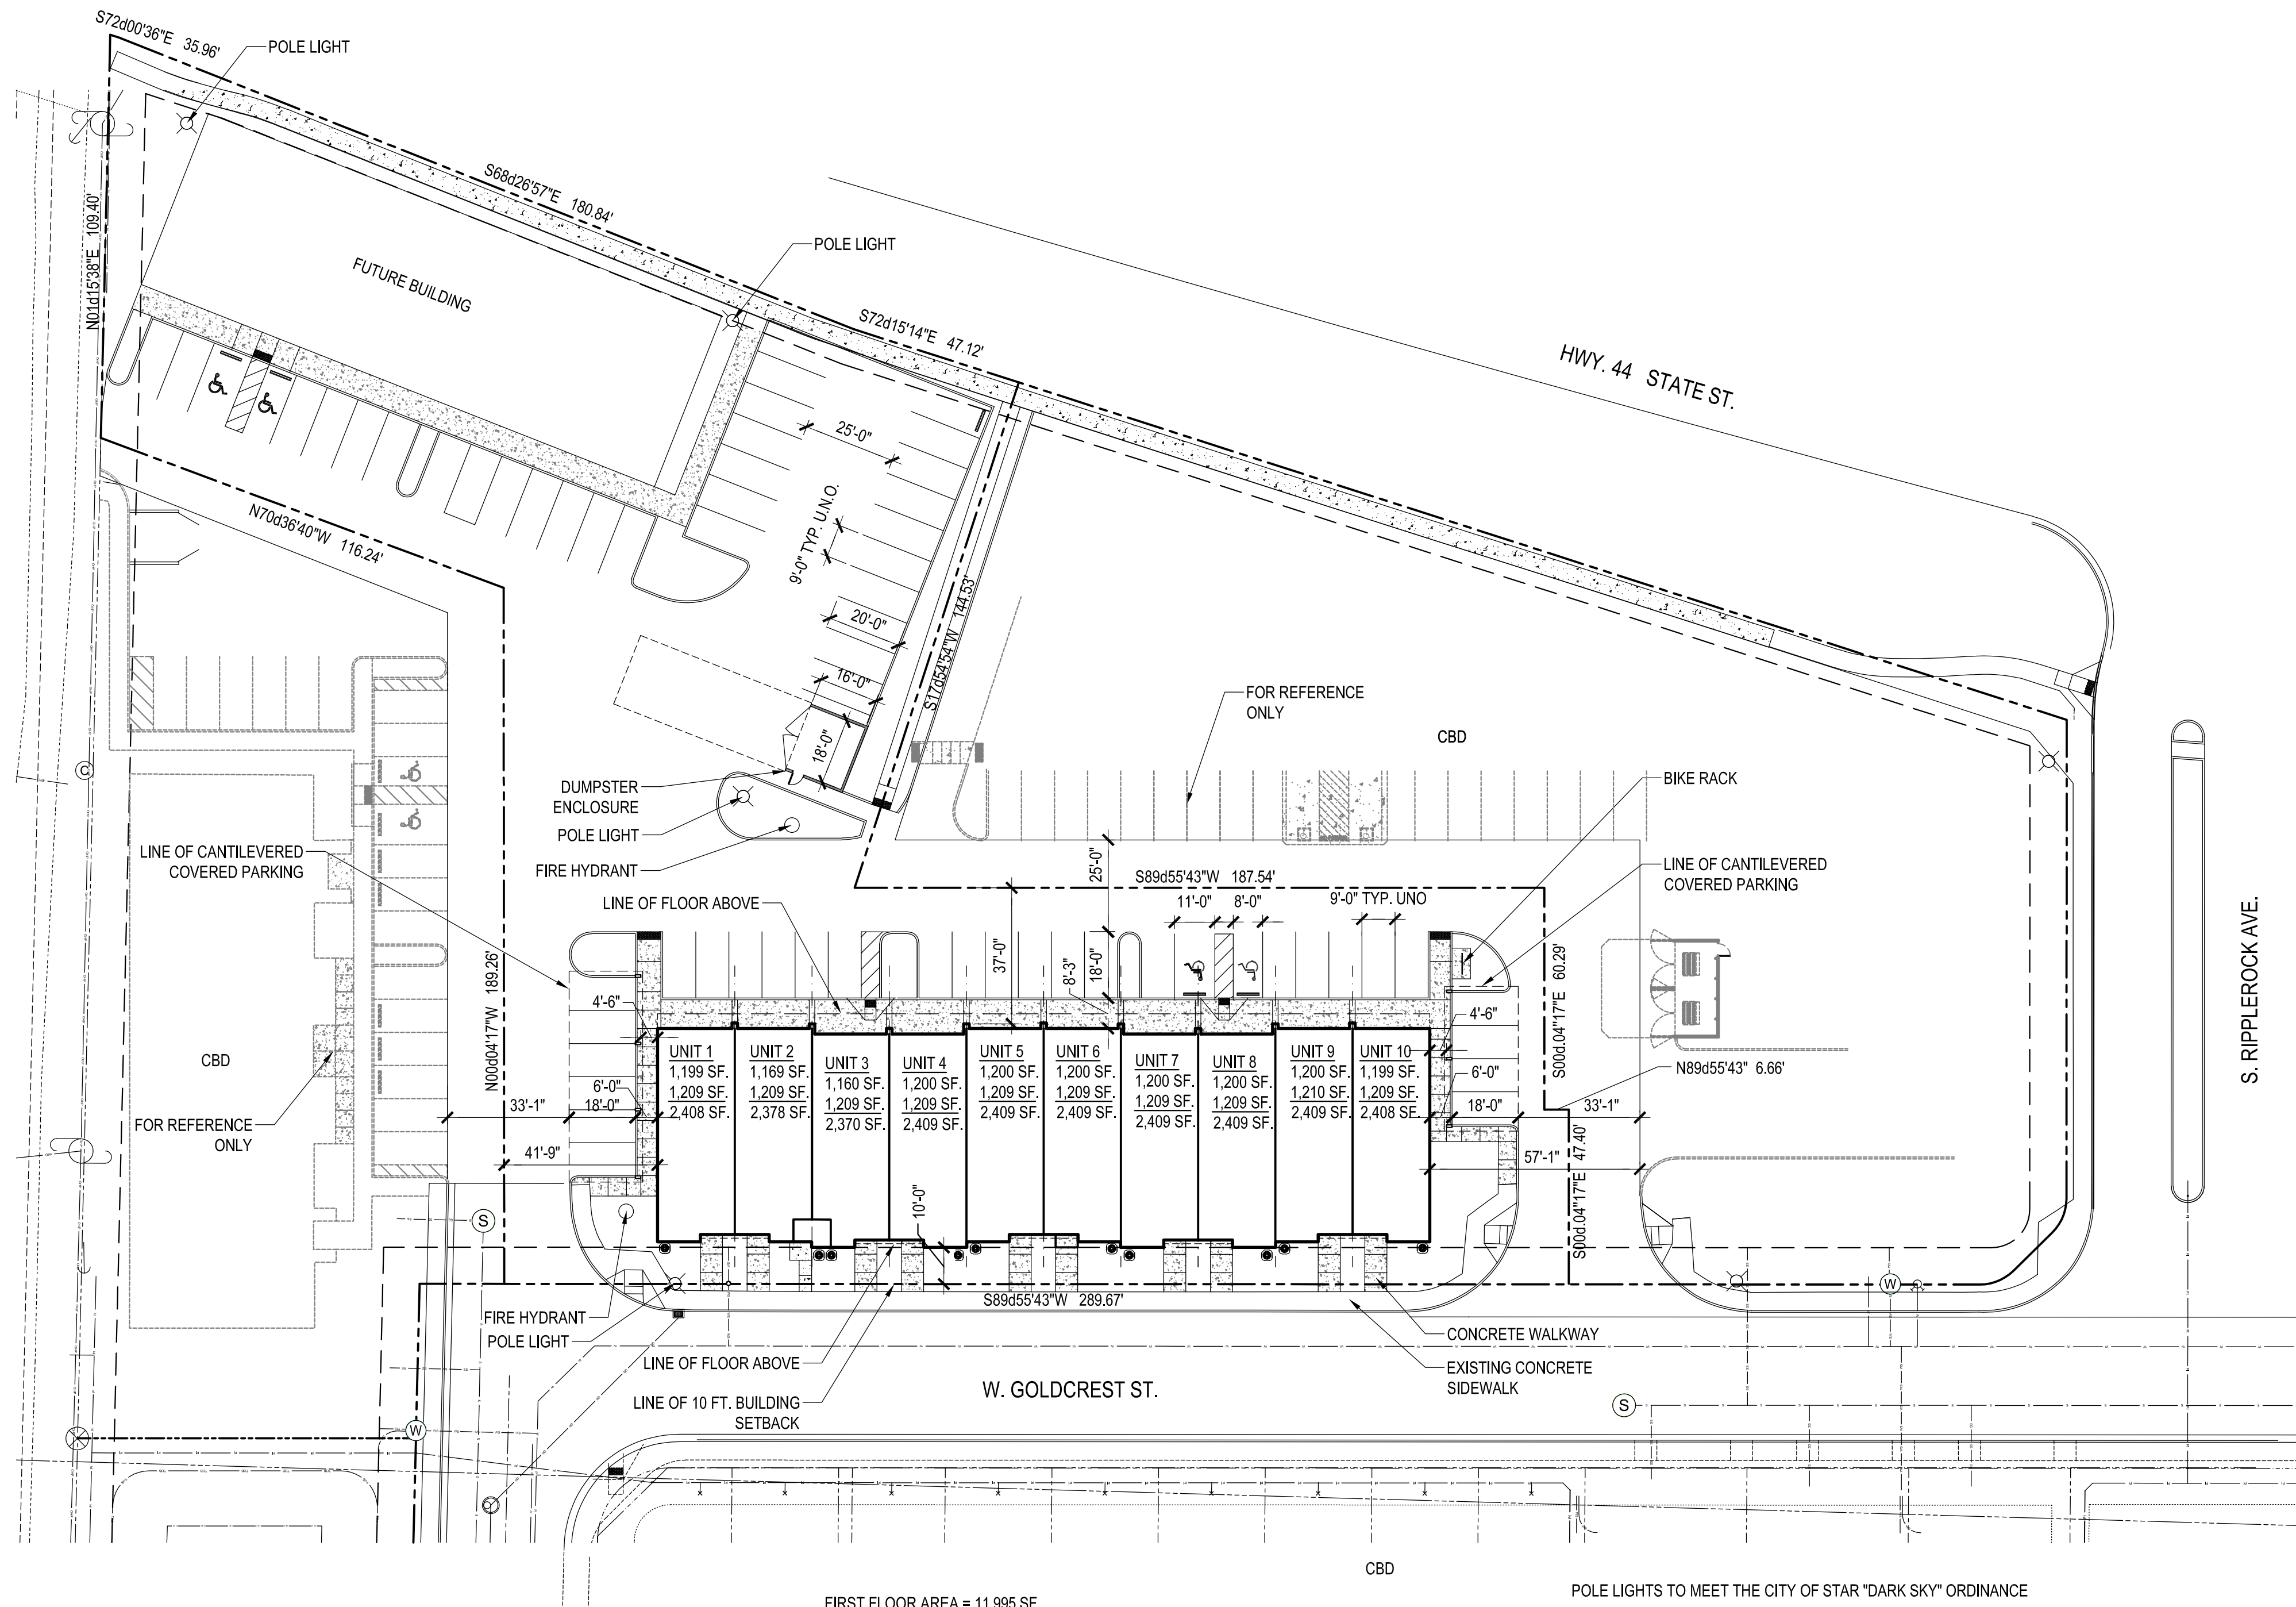 S72d00'36"E 35.96'
POLE LIGHT
S68d26'57"E 180.84'
N01d15'38"E 109.40'
POLE LIGHT
FUTURE BUILDING
S72d15'14"E 47.12'
HWY. 44 STATE ST.
25'-0"
9'-0" TYP. U.N.O.
N70d36'40"W 116.24'
20'-0"
S17d54'54"W 144.53'
16'-0"
18'-0"
FOR REFERENCE
ONLY
CBD
C
DUMPSTER
ENCLOSURE
BIKE RACK
POLE LIGHT
LINE OF CANTILEVERED
COVERED PARKING
FIRE HYDRANT
25'-0"
LINE OF CANTILEVERED
COVERED PARKING
S89d55'43"W 187.54'
LINE OF FLOOR ABOVE
11'-0"
8'-0"
9'-0" TYP. UNO
S. RIPPLEROCK AVE.
37'-0"
8'-3"
18'-0"
N00d04'17"W 189.26'
S00d.04'17"E 60.29'
4'-6"
4'-6"
CBD
UNIT 1
1,199 SF.
1,209 SF.
2,408 SF.
UNIT 2
1,169 SF.
1,209 SF.
2,378 SF.
UNIT 3
1,160 SF.
1,209 SF.
2,370 SF.
UNIT 4
1,200 SF.
1,209 SF.
2,409 SF.
UNIT 5
1,200 SF.
1,209 SF.
2,409 SF.
UNIT 6
1,200 SF.
1,209 SF.
2,409 SF.
UNIT 7
1,200 SF.
1,209 SF.
2,409 SF.
UNIT 8
1,200 SF.
1,209 SF.
2,409 SF.
UNIT 9
1,200 SF.
1,210 SF.
2,409 SF.
UNIT 10
1,199 SF.
1,209 SF.
2,408 SF.
N89d55'43" 6.66'
6'-0"
6'-0"
33'-1"
18'-0"
18'-0"
33'-1"
FOR REFERENCE
ONLY
41'-9"
57'-1"
S00d.04'17"E 47.40'
10'-0"
S
W
S89d55'43"W 289.67'
FIRE HYDRANT
POLE LIGHT
CONCRETE WALKWAY
LINE OF FLOOR ABOVE
EXISTING CONCRETE
SIDEWALK
W. GOLDCREST ST.
LINE OF 10 FT. BUILDING
SETBACK
S
W
CBD
POLE LIGHTS TO MEET THE CITY OF STAR "DARK SKY" ORDINANCE
FIRST FLOOR AREA = 11,995 SF.